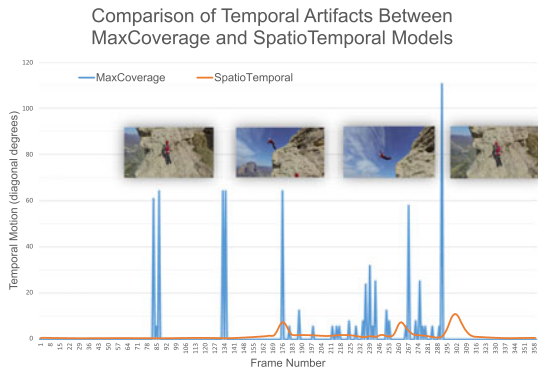 Comparison of Temporal Artifacts Between
MaxCoverage and SpatioTemporal Models
120
MaxCoverage SpatioTemporal
100
80
60
40
20
0
Temporal Motion (diagonal degrees)
1 8 15 22 29 36 43 50 57 64 71 78 85 92 99 106 113 120 127 134 141 148 155 162 169 176 183 190 197 204 211 218 225 232 239 246 253 260 267 274 281 288 295 302 309 316 323 330 337 344 351 358
Frame Number